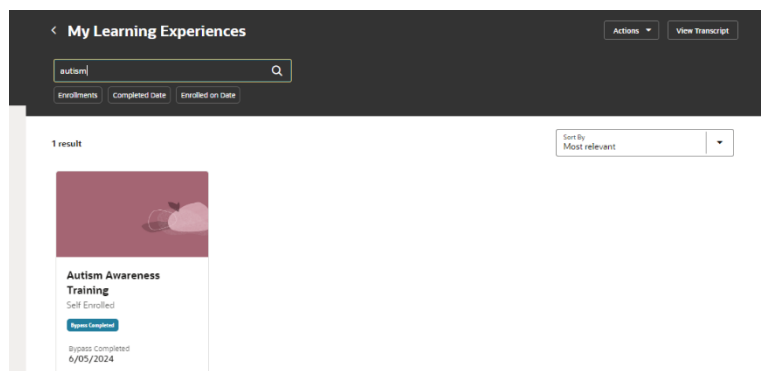 My Learning Experiences
Actions
View Transcript
autism
Enrollments
Completed Date
Enrolled on Date
1 result
Sort By
Most relevant
Autism Awareness
Training
Self Enrolled
Bypass Completed
Bypass Completed
6/05/2024